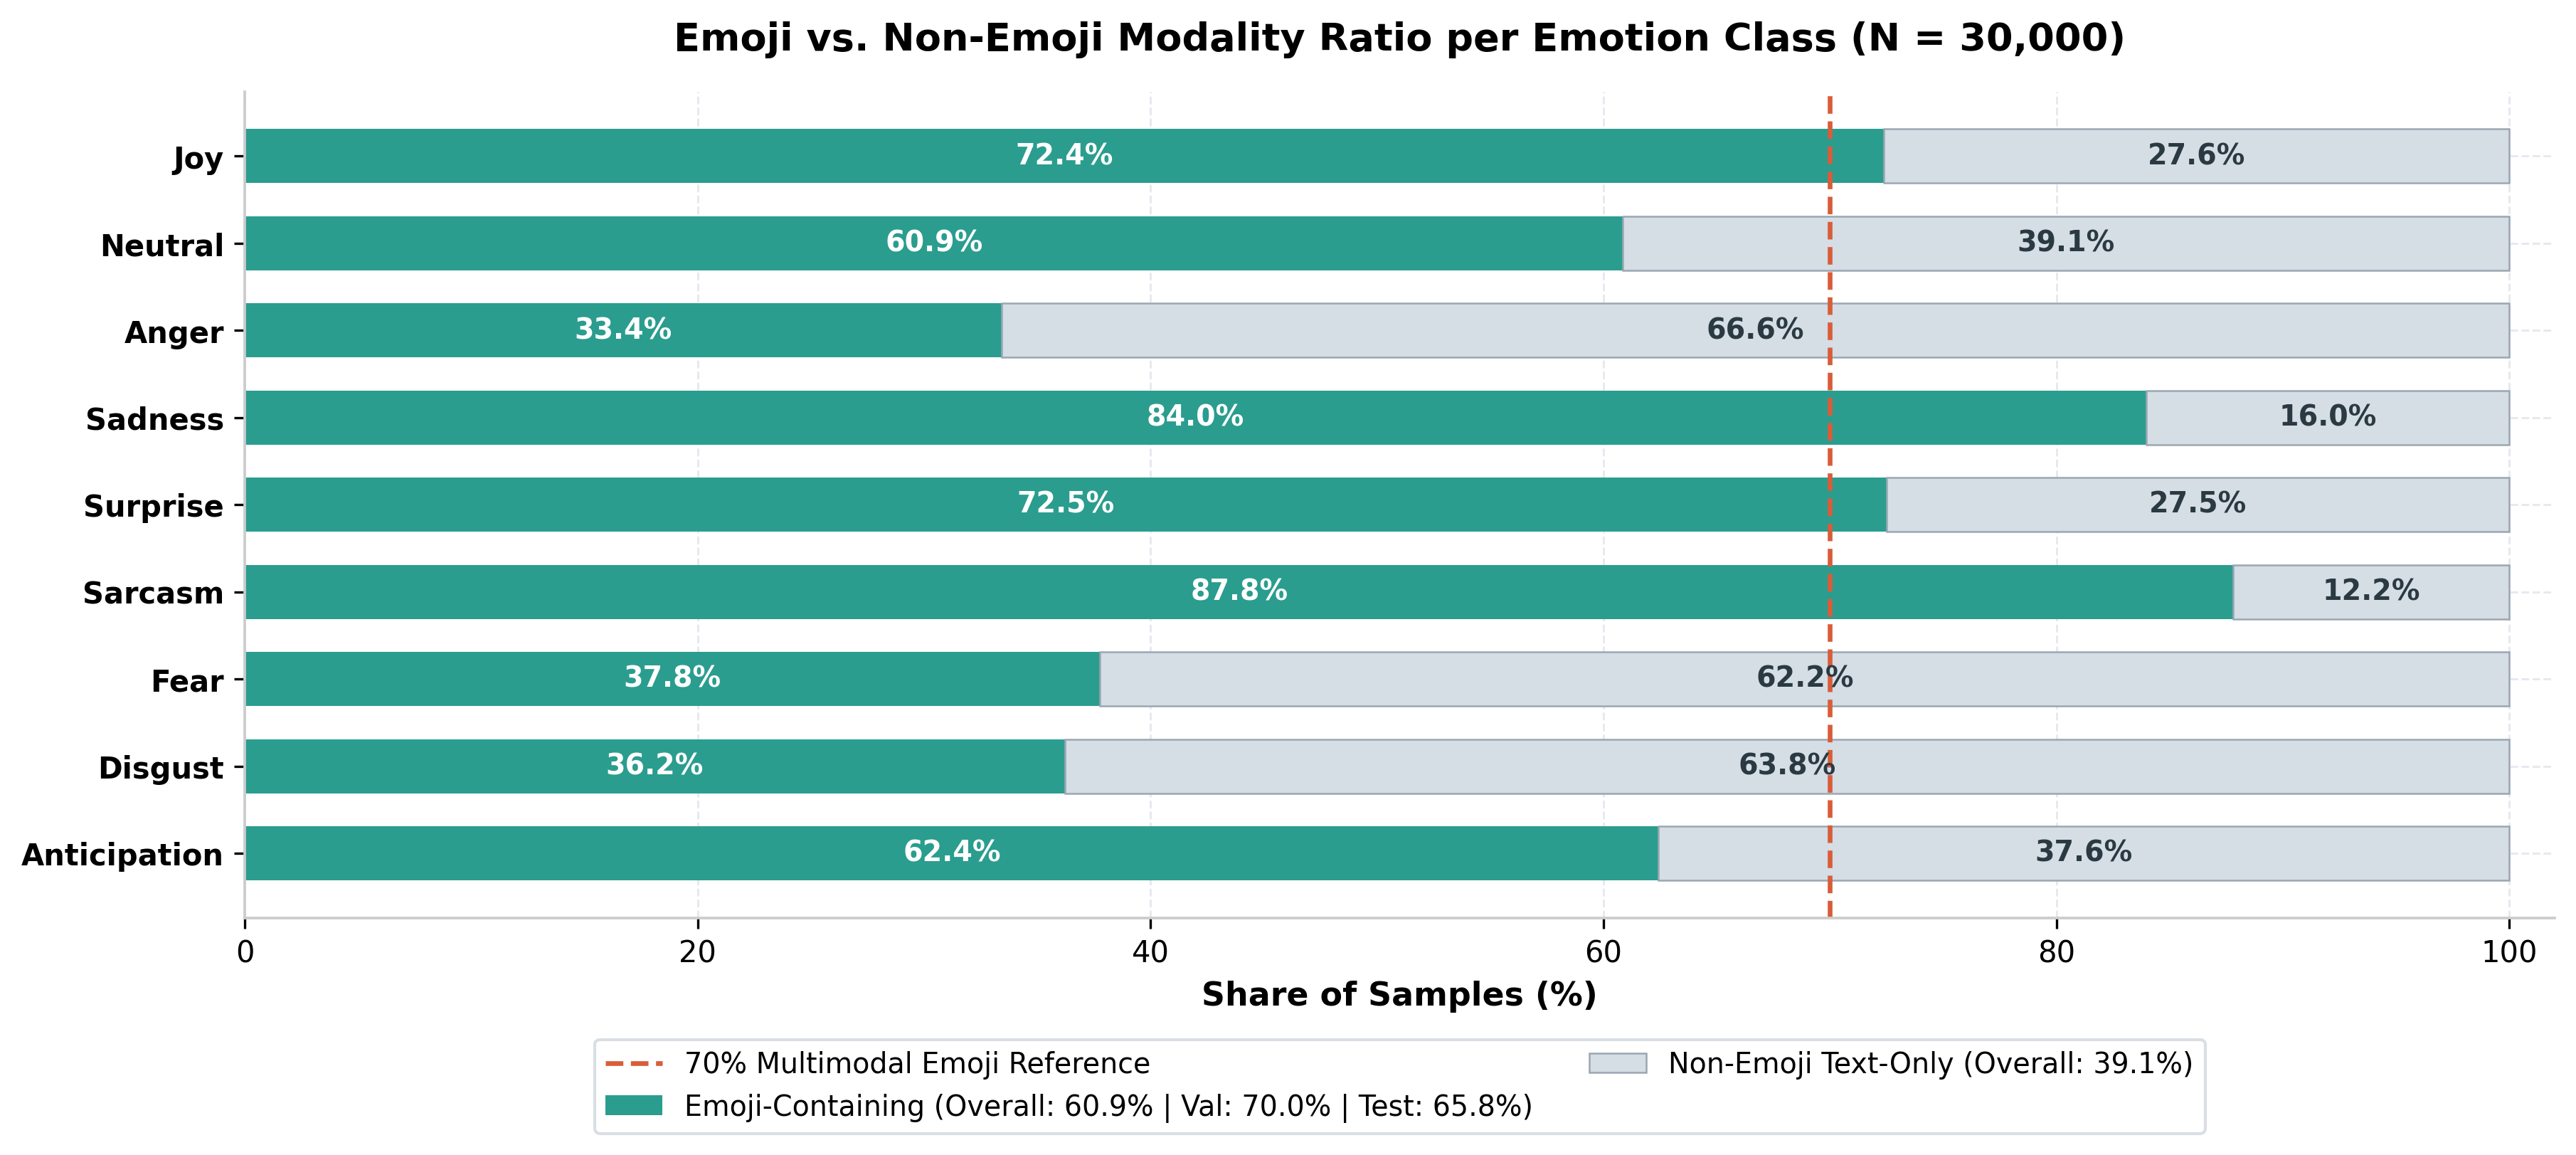 Emoji vs. Non-Emoji Modality Ratio per Emotion Class (N = 30,000)
Joy 72.4% 27.6%
Neutral 60.9% 39.1%
Anger 33.4% 66.6%
Sadness 84.0% 16.0%
Surprise 72.5% 27.5%
Sarcasm 87.8% 12.2%
Fear 37.8% 62.2%
Disgust 36.2% 63.8%
Anticipation 62.4% 37.6%
0 20 40 60 80 100
Share of Samples (%)
70% Multimodal Emoji Reference
Emoji-Containing (Overall: 60.9% | Val: 70.0% | Test: 65.8%)
Non-Emoji Text-Only (Overall: 39.1%)